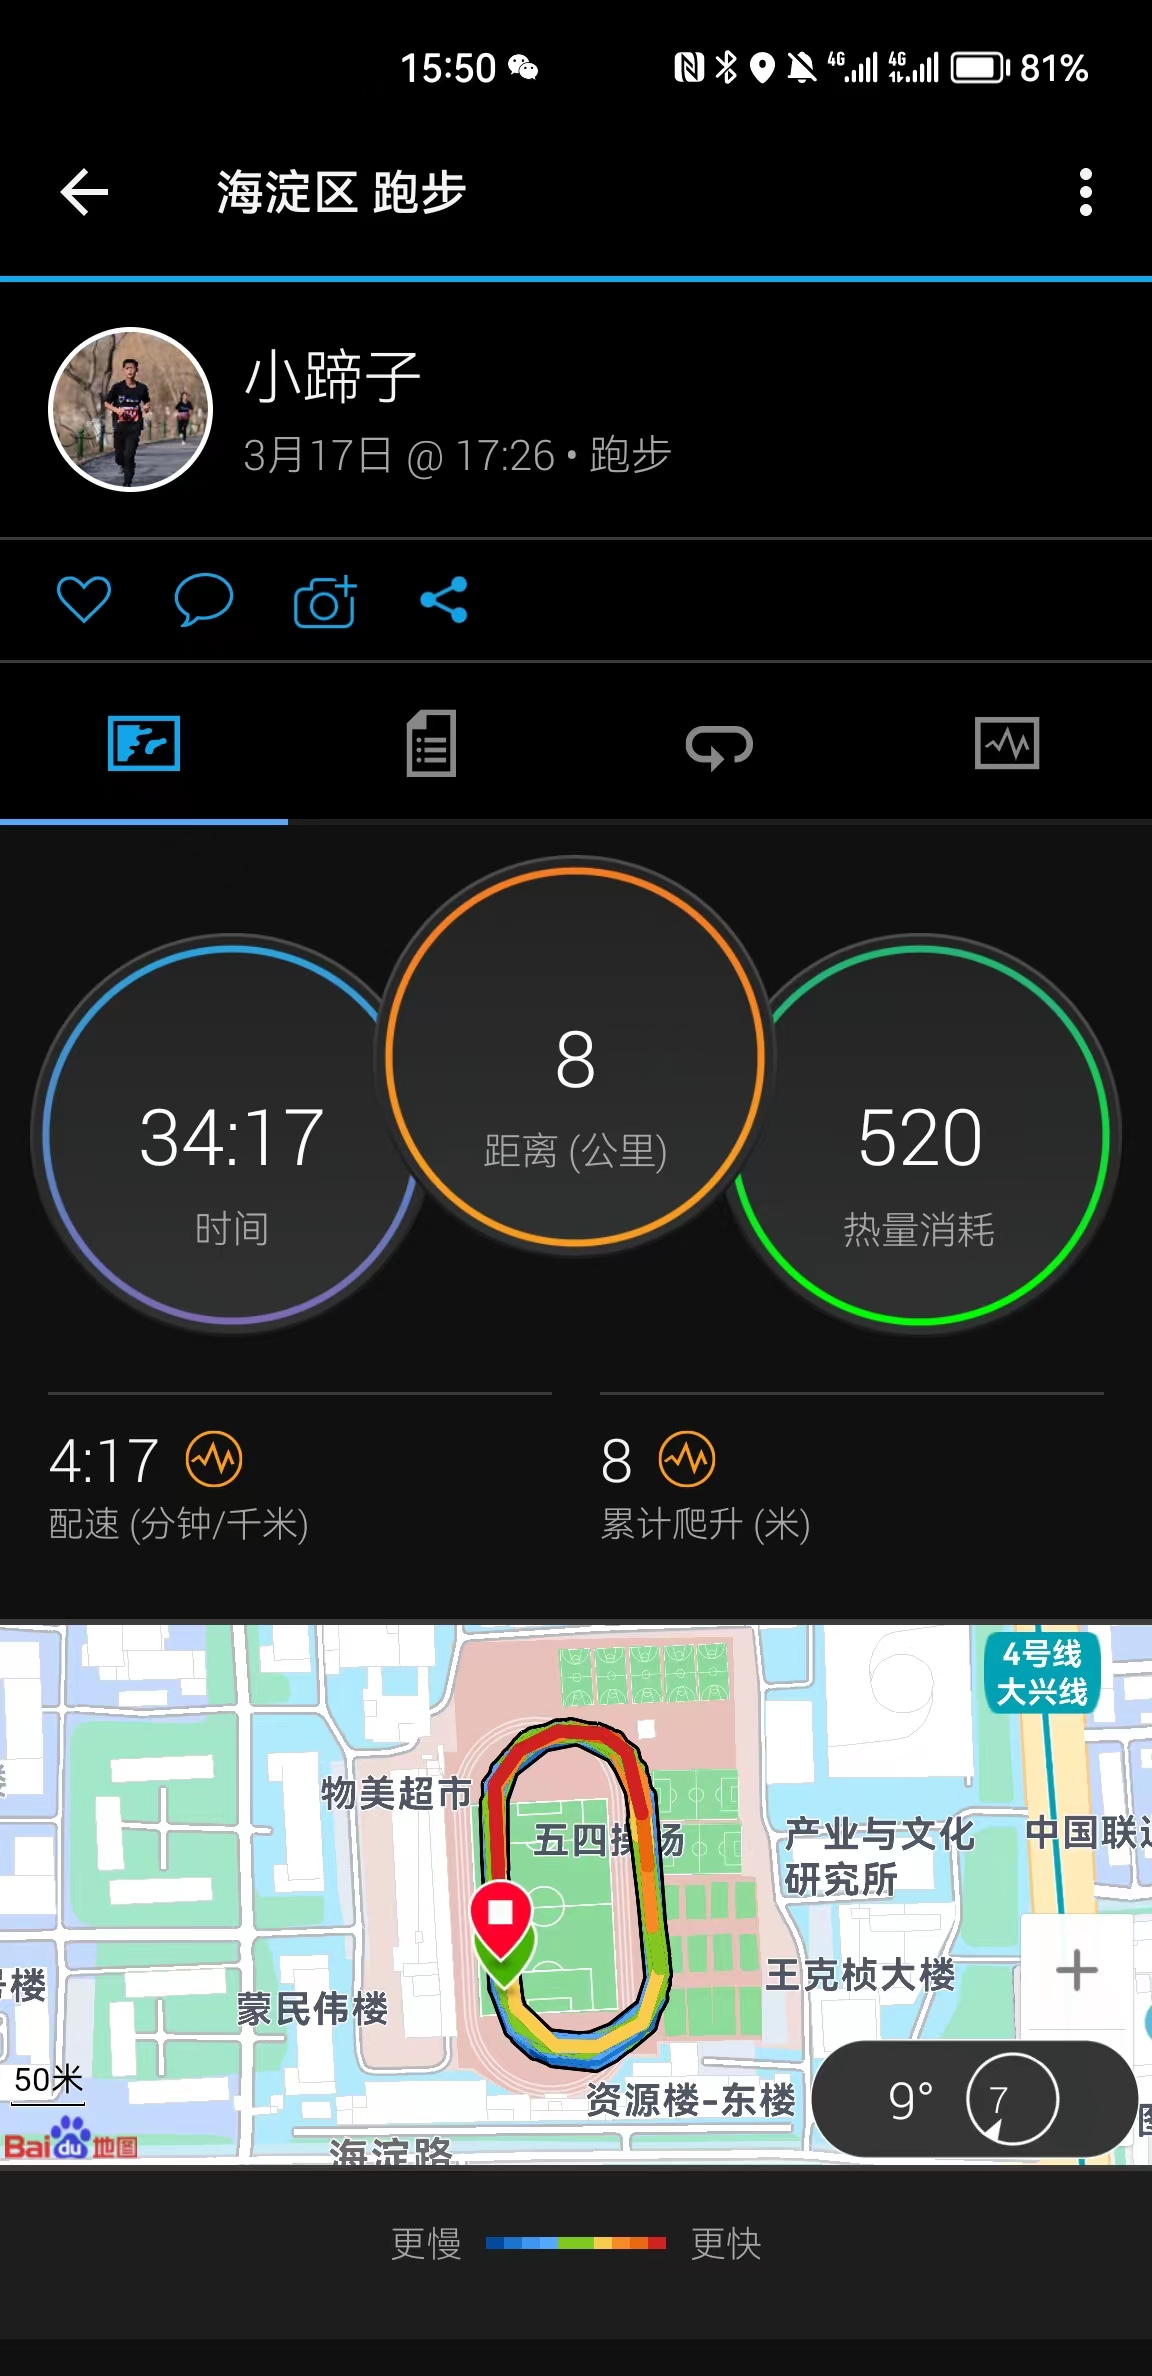 15:50 4G 4G 81%
海淀区 跑步
小蹄子
3月17日 @ 17:26 • 跑步
8
距离 (公里)
34:17
时间
520
热量消耗
4:17
配速 (分钟/千米)
8
累计爬升 (米)
4号线
大兴线
物美超市
五四操场
产业与文化
研究所
中国联
王克桢大楼
楼
蒙民伟楼
50米
资源楼-东楼
9° 7
Bai du 地图
海淀路
更慢 更快